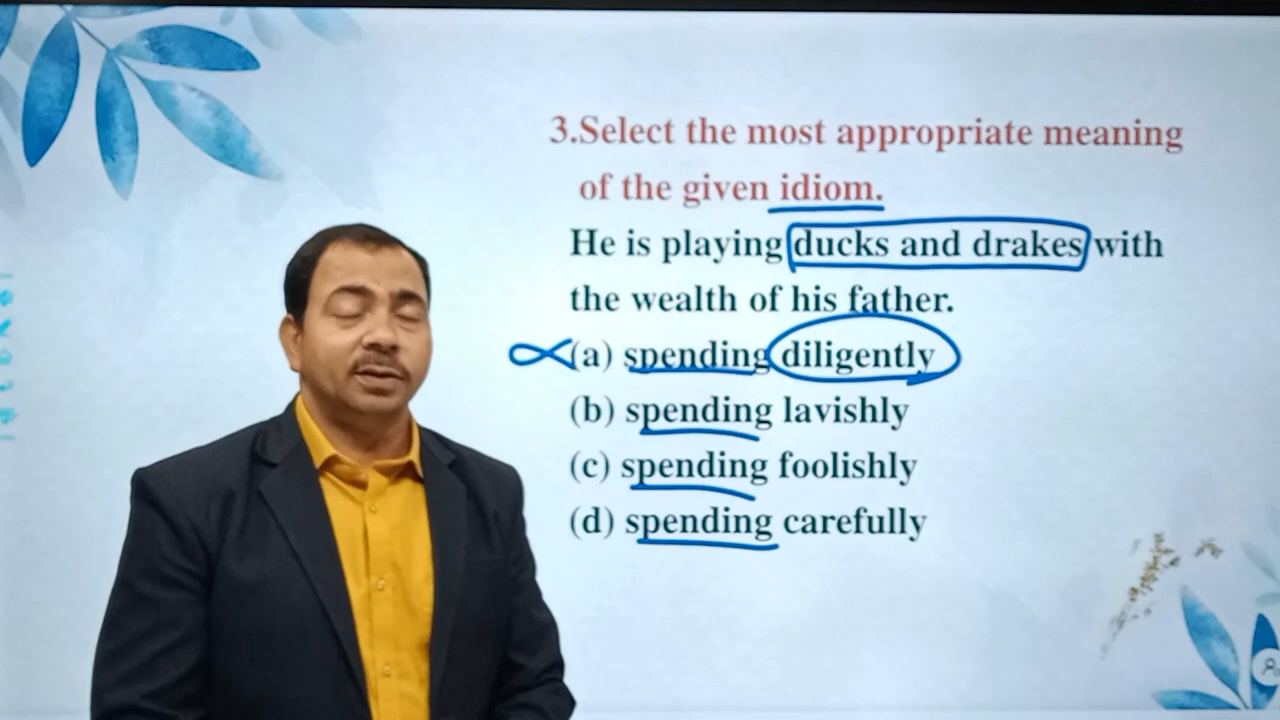 3.Select the most appropriate meaning
of the given idiom.
He is playing ducks and drakes with
the wealth of his father.
(a) spending diligently
(b) spending lavishly
(c) spending foolishly
(d) spending carefully